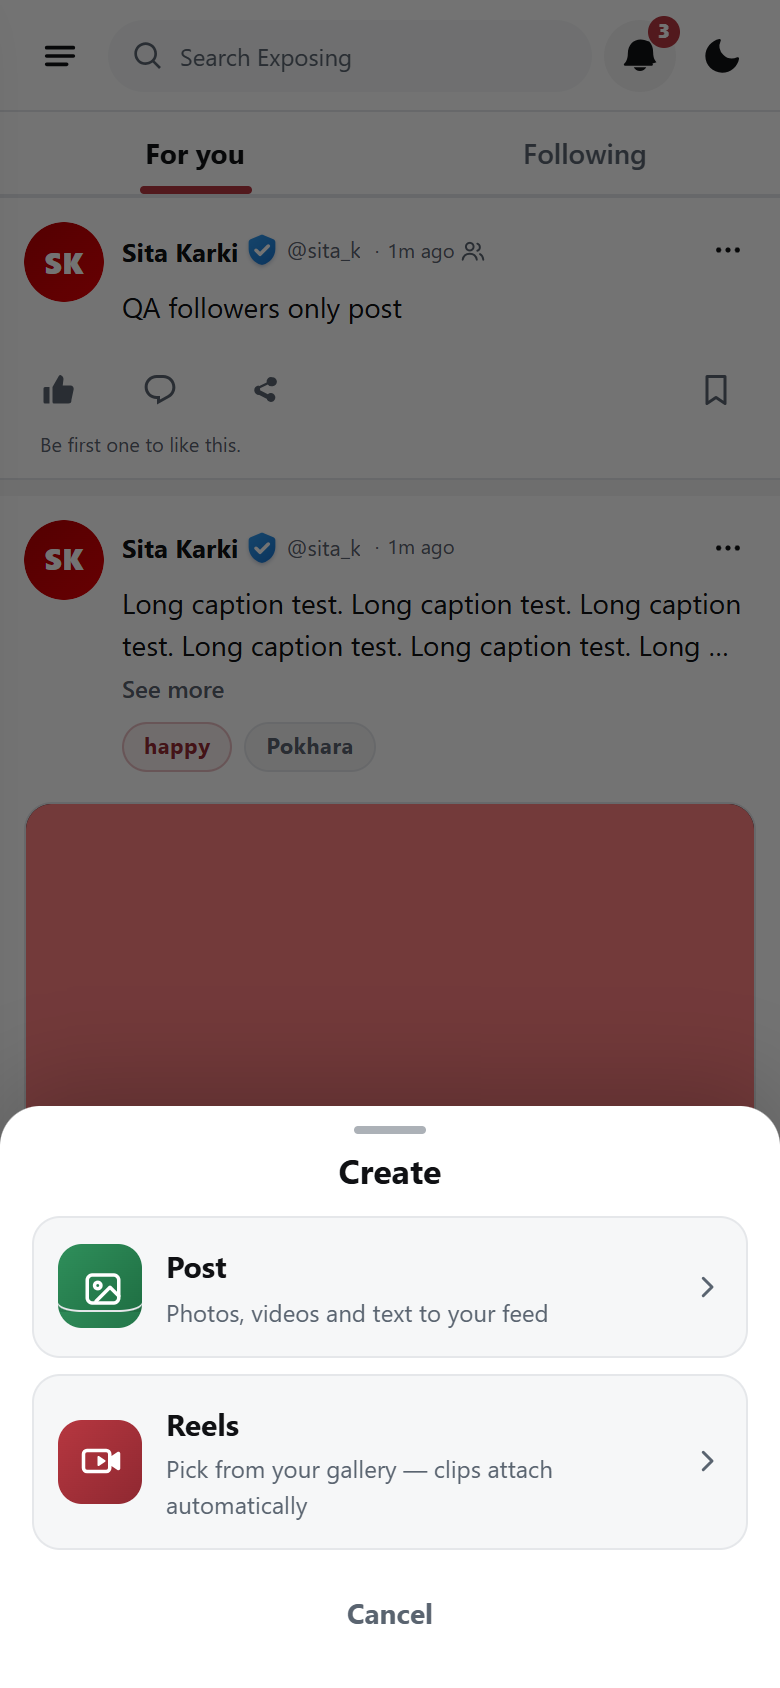 Search Exposing
3
For you
Following
SK
Sita Karki @sita_k · 1m ago
QA followers only post
Be first one to like this.
SK
Sita Karki @sita_k · 1m ago
Long caption test. Long caption test. Long caption
test. Long caption test. Long caption test. Long ...
See more
happy
Pokhara
Create
Post
Photos, videos and text to your feed
Reels
Pick from your gallery — clips attach
automatically
Cancel